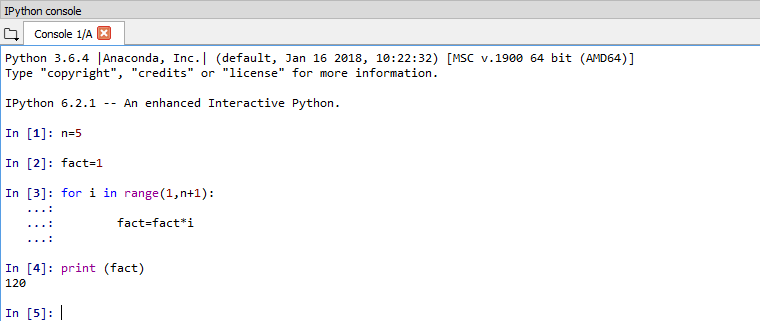 IPython console
Console 1/A
Python 3.6.4 |Anaconda, Inc.| (default, Jan 16 2018, 10:22:32) [MSC v.1900 64 bit (AMD64)]
Type "copyright", "credits" or "license" for more information.
IPython 6.2.1 -- An enhanced Interactive Python.
In [1]: n=5
In [2]: fact=1
In [3]: for i in range(1,n+1):
   ...:
   ...:         fact=fact*i
   ...:
In [4]: print (fact)
120
In [5]: